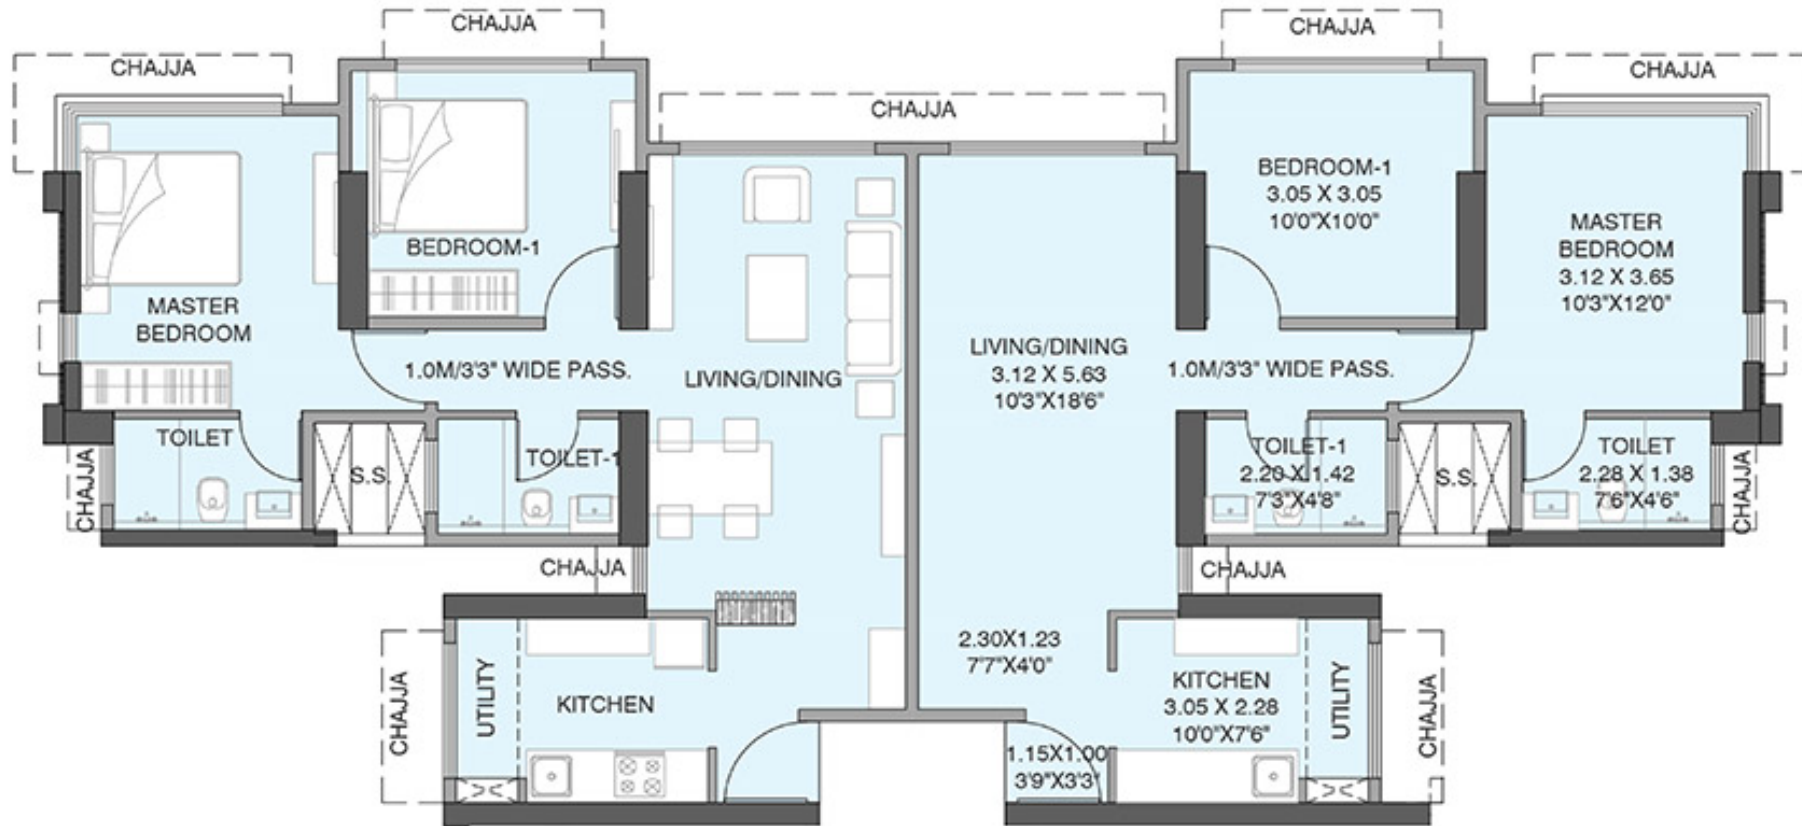 CHAJJA
CHAJJA
CHAJJA
CHAJJA
CHAJJA
BEDROOM-1
MASTER
BEDROOM
1.0M/3'3" WIDE PASS.
LIVING/DINING
TOILET
S.S.
TOILET-1
CHAJJA
CHAJJA
CHAJJA
UTILITY
KITCHEN
BEDROOM-1
3.05 X 3.05
10'0"X10'0"
MASTER
BEDROOM
3.12 X 3.65
10'3"X12'0"
LIVING/DINING
3.12 X 5.63
10'3"X18'6"
1.0M/3'3" WIDE PASS.
TOILET-1
2.20 X 1.42
7'3"X4'8"
S.S.
TOILET
2.28 X 1.38
7'6"X4'6"
CHAJJA
CHAJJA
2.30X1.23
7'7"X4'0"
KITCHEN
3.05 X 2.28
10'0"X7'6"
UTILITY
CHAJJA
1.15X1.00
3'9"X3'3"